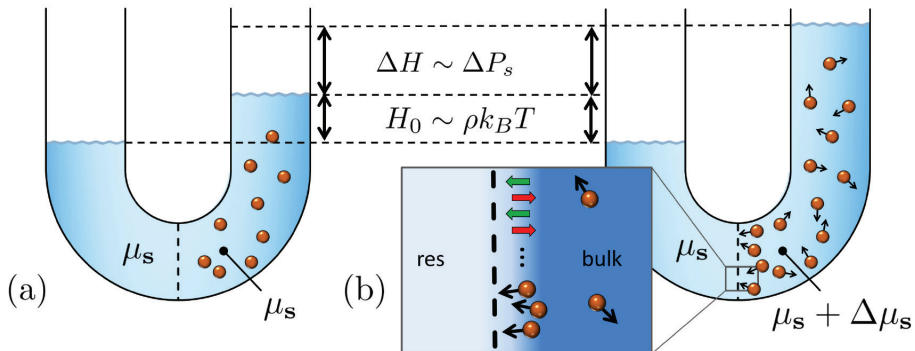 ΔH ∼ ΔP_s
H_0 ∼ ρk_BT
μ_s
μ_s
(a)
(b)
res
bulk
μ_s
μ_s + Δμ_s